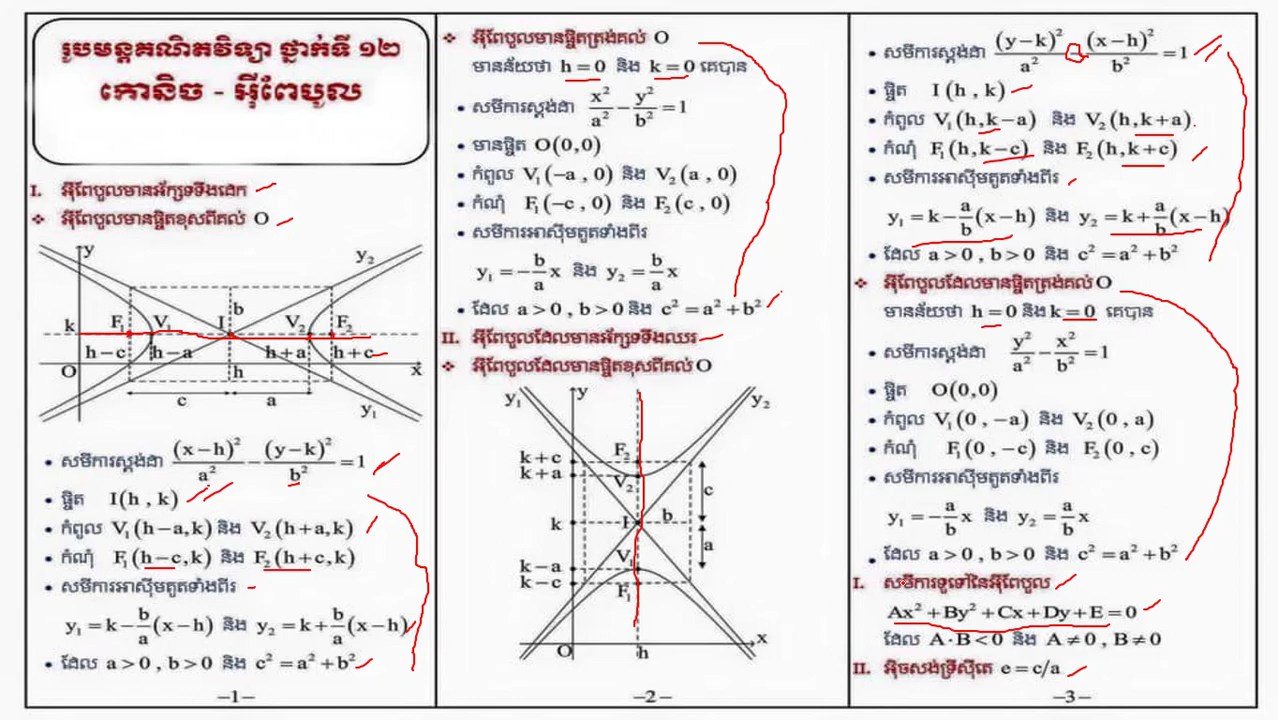 រូបមន្តគណិតវិទ្យា ថ្នាក់ទី ១២
កោនិច - អ៊ីពែបូល
I. អ៊ីពែបូលមានអ័ក្សទទឹងដេក
❖ អ៊ីពែបូលមានផ្ចិតខុសពីគល់ O
y
y₂
b
F₁ V₁ I V₂ F₂
k
h−c h−a h+a h+c
O h x
c a
y₁
• សមីការស្តង់ដា (x−h)²/a² − (y−k)²/b² =1
• ផ្ចិត I(h , k)
• កំពូល V₁(h−a,k) និង V₂(h+a,k)
• កំណុំ F₁(h−c,k) និង F₂(h+c,k)
• សមីការអាស៊ីមតូតទាំងពីរ
y₁=k−b/a(x−h) និង y₂=k+b/a(x−h)
• ដែល a>0 , b>0 និង c²=a²+b²
−1−
❖ អ៊ីពែបូលមានផ្ចិតត្រង់គល់ O
មានន័យថា h=0 និង k=0 គេបាន
• សមីការស្តង់ដា x²/a² − y²/b² =1
• មានផ្ចិត O(0,0)
• កំពូល V₁(−a , 0) និង V₂(a , 0)
• កំណុំ F₁(−c , 0) និង F₂(c , 0)
• សមីការអាស៊ីមតូតទាំងពីរ
y₁=−b/a x និង y₂=b/a x
• ដែល a>0 , b>0 និង c²=a²+b²
II. អ៊ីពែបូលដែលមានអ័ក្សទទឹងឈរ
❖ អ៊ីពែបូលដែលមានផ្ចិតខុសពីគល់ O
y₁ y y₂
k+c F₂
k+a V₂
c
k I b
a
k−a V₁
k−c F₁
O h x
−2−
• សមីការស្តង់ដា (y−k)²/a² − (x−h)²/b² =1
• ផ្ចិត I(h , k)
• កំពូល V₁(h,k−a) និង V₂(h,k+a)
• កំណុំ F₁(h,k−c) និង F₂(h,k+c)
• សមីការអាស៊ីមតូតទាំងពីរ
y₁=k−a/b(x−h) និង y₂=k+a/b(x−h)
• ដែល a>0 , b>0 និង c²=a²+b²
❖ អ៊ីពែបូលដែលមានផ្ចិតត្រង់គល់ O
មានន័យថា h=0 និង k=0 គេបាន
• សមីការស្តង់ដា y²/a² − x²/b² =1
• ផ្ចិត O(0,0)
• កំពូល V₁(0 , −a) និង V₂(0 , a)
• កំណុំ F₁(0 , −c) និង F₂(0 , c)
• សមីការអាស៊ីមតូតទាំងពីរ
y₁=−a/b x និង y₂=a/b x
• ដែល a>0 , b>0 និង c²=a²+b²
I. សមីការទូទៅនៃអ៊ីពែបូល
Ax²+By²+Cx+Dy+E=0
ដែល A·B<0 និង A≠0 , B≠0
II. អ៊ិចសង់ទ្រីស៊ីតេ e=c/a
−3−